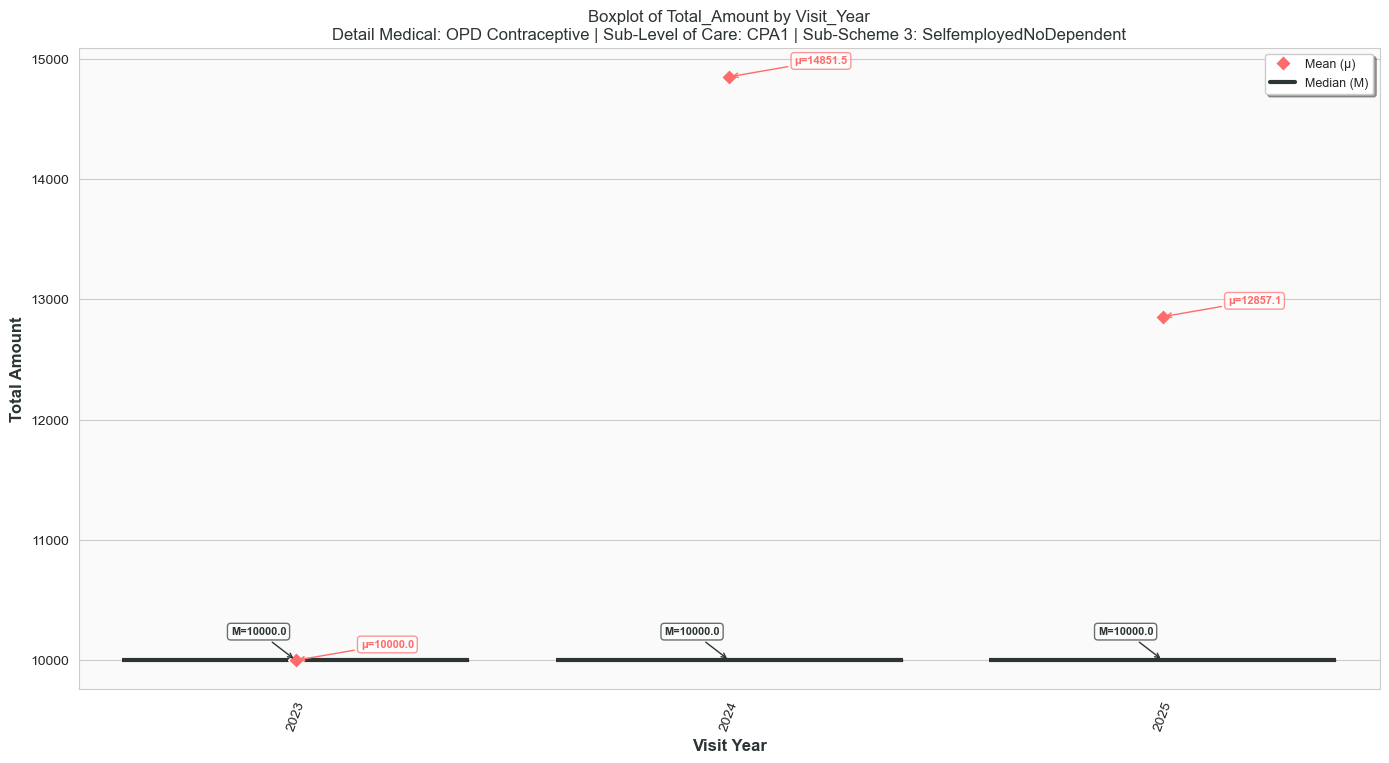 Boxplot of Total_Amount by Visit_Year
Detail Medical: OPD Contraceptive | Sub-Level of Care: CPA1 | Sub-Scheme 3: SelfemployedNoDependent
Mean (μ)
Median (M)
15000
14000
13000
12000
11000
10000
Total Amount
μ=14851.5
μ=12857.1
M=10000.0
μ=10000.0
M=10000.0
M=10000.0
2023
2024
2025
Visit Year